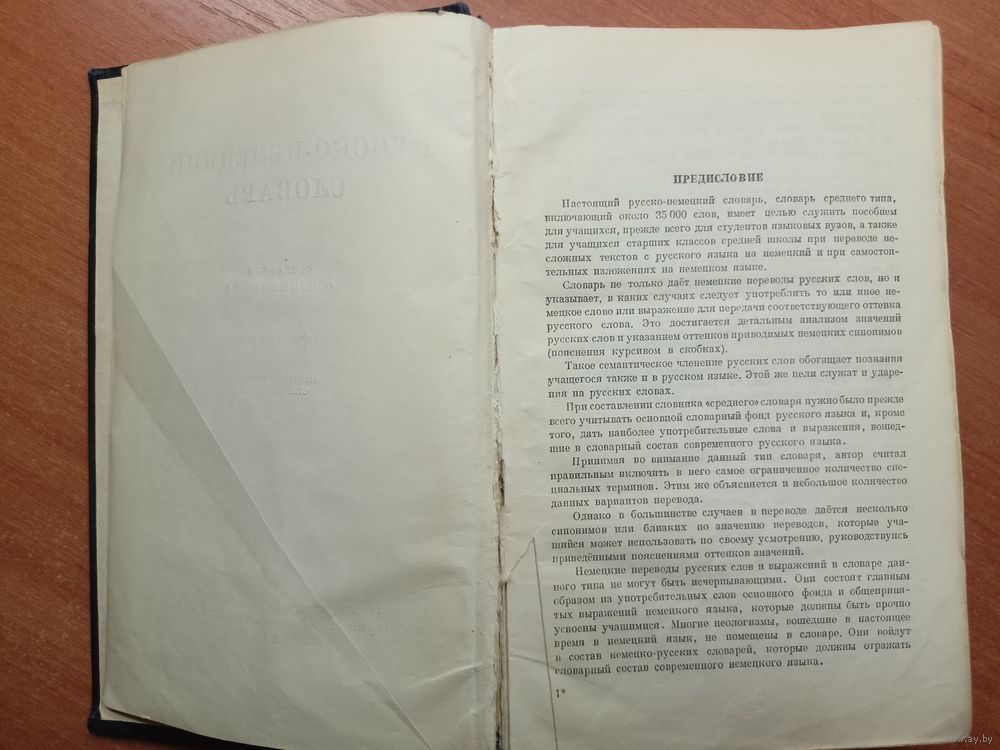 РУССКО-НЕМЕЦКИЙ
СЛОВАРЬ
ПРЕДИСЛОВИЕ
Настоящий русско-немецкий словарь, словарь среднего типа,
включающий около 35 000 слов, имеет целью служить пособием
для учащихся, прежде всего для студентов языковых вузов, а также
для учащихся старших классов средней школы при переводе не-
сложных текстов с русского языка на немецкий и при самостоя-
тельных изложениях на немецком языке.
Словарь не только даёт немецкие переводы русских слов, но и
указывает, в каких случаях следует употреблять то или иное не-
мецкое слово или выражение для передачи соответствующего оттенка
русского слова. Это достигается детальным анализом значений
русских слов и указанием оттенков приводимых немецких синонимов
(пояснения курсивом в скобках).
Такое семантическое членение русских слов обогащает познания
учащегося также и в русском языке. Этой же цели служат и ударе-
ния на русских словах.
При составлении словника «среднего» словаря нужно было прежде
всего учитывать основной словарный фонд русского языка и, кроме
того, дать наиболее употребительные слова и выражения, вошед-
шие в словарный состав современного русского языка.
Принимая во внимание данный тип словаря, автор считал
правильным включить в него самое ограниченное количество спе-
циальных терминов. Этим же объясняется и небольшое количество
данных вариантов перевода.
Однако в большинстве случаев в переводе даётся несколько
синонимов или близких по значению переводов, которые уча-
щийся может использовать по своему усмотрению, руководствуясь
приведёнными пояснениями оттенков значений.
Немецкие переводы русских слов и выражений в словаре дан-
ного типа не могут быть исчерпывающими. Они состоят главным
образом из употребительных слов основного фонда и общеприня-
тых выражений немецкого языка, которые должны быть прочно
усвоены учащимися. Многие неологизмы, вошедшие в настоящее
время в немецкий язык, не помещены в словаре. Они войдут
в состав немецко-русских словарей, которые должны отражать
словарный состав современного немецкого языка.
1*
© www.ay.by